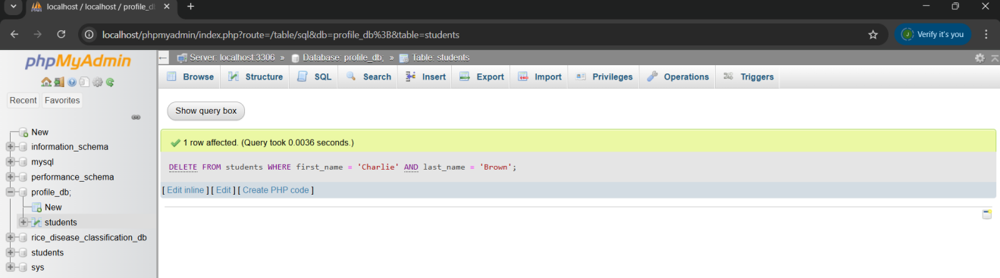 localhost / localhost / profile_d
localhost/phpmyadmin/index.php?route=/table/sql&db=profile_db%3B&table=students
J
Verify it's you
phpMyAdmin
Server: localhost:3306 » Database: profile_db; » Table: students
Browse Structure SQL Search Insert Export Import Privileges Operations Triggers
Recent Favorites
Show query box
New
information_schema
mysql
performance_schema
profile_db;
New
students
rice_disease_classification_db
students
sys
1 row affected. (Query took 0.0036 seconds.)
DELETE FROM students WHERE first_name = 'Charlie' AND last_name = 'Brown';
[ Edit inline ] [ Edit ] [ Create PHP code ]